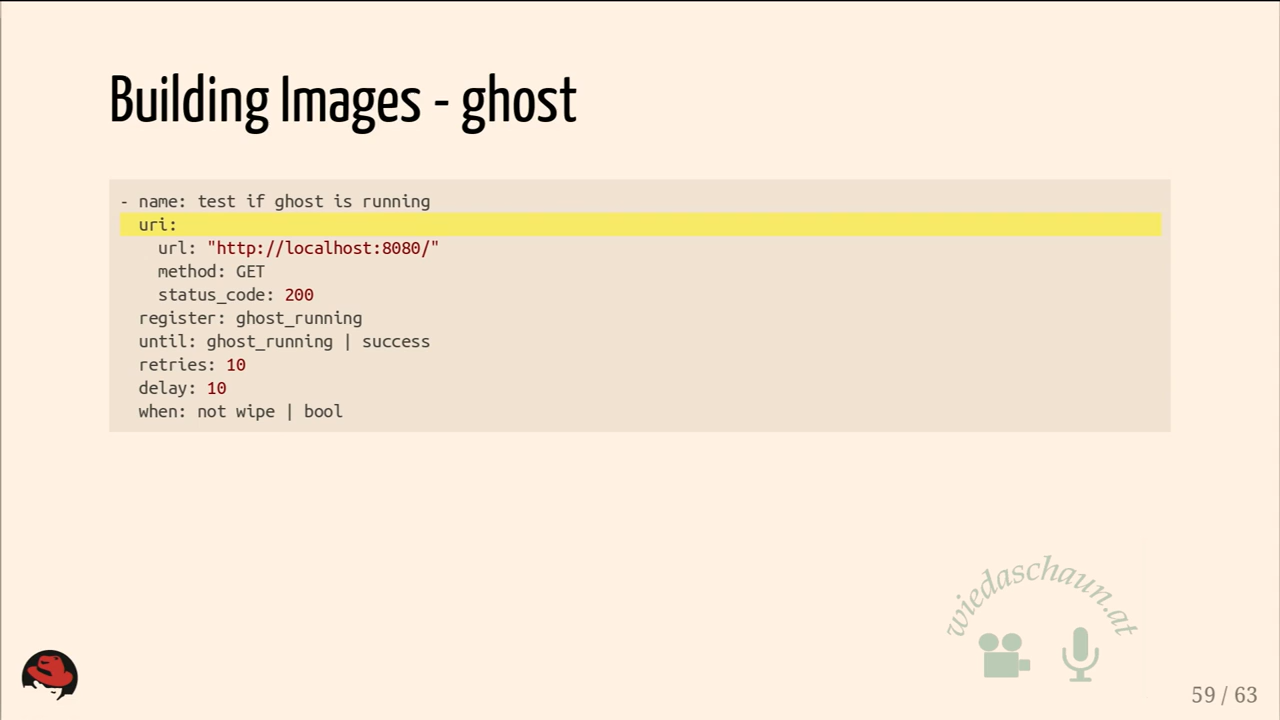 Building Images - ghost
- name: test if ghost is running
  uri:
    url: "http://localhost:8080/"
    method: GET
    status_code: 200
  register: ghost_running
  until: ghost_running | success
  retries: 10
  delay: 10
  when: not wipe | bool
wiedaschaun.at
59 / 63